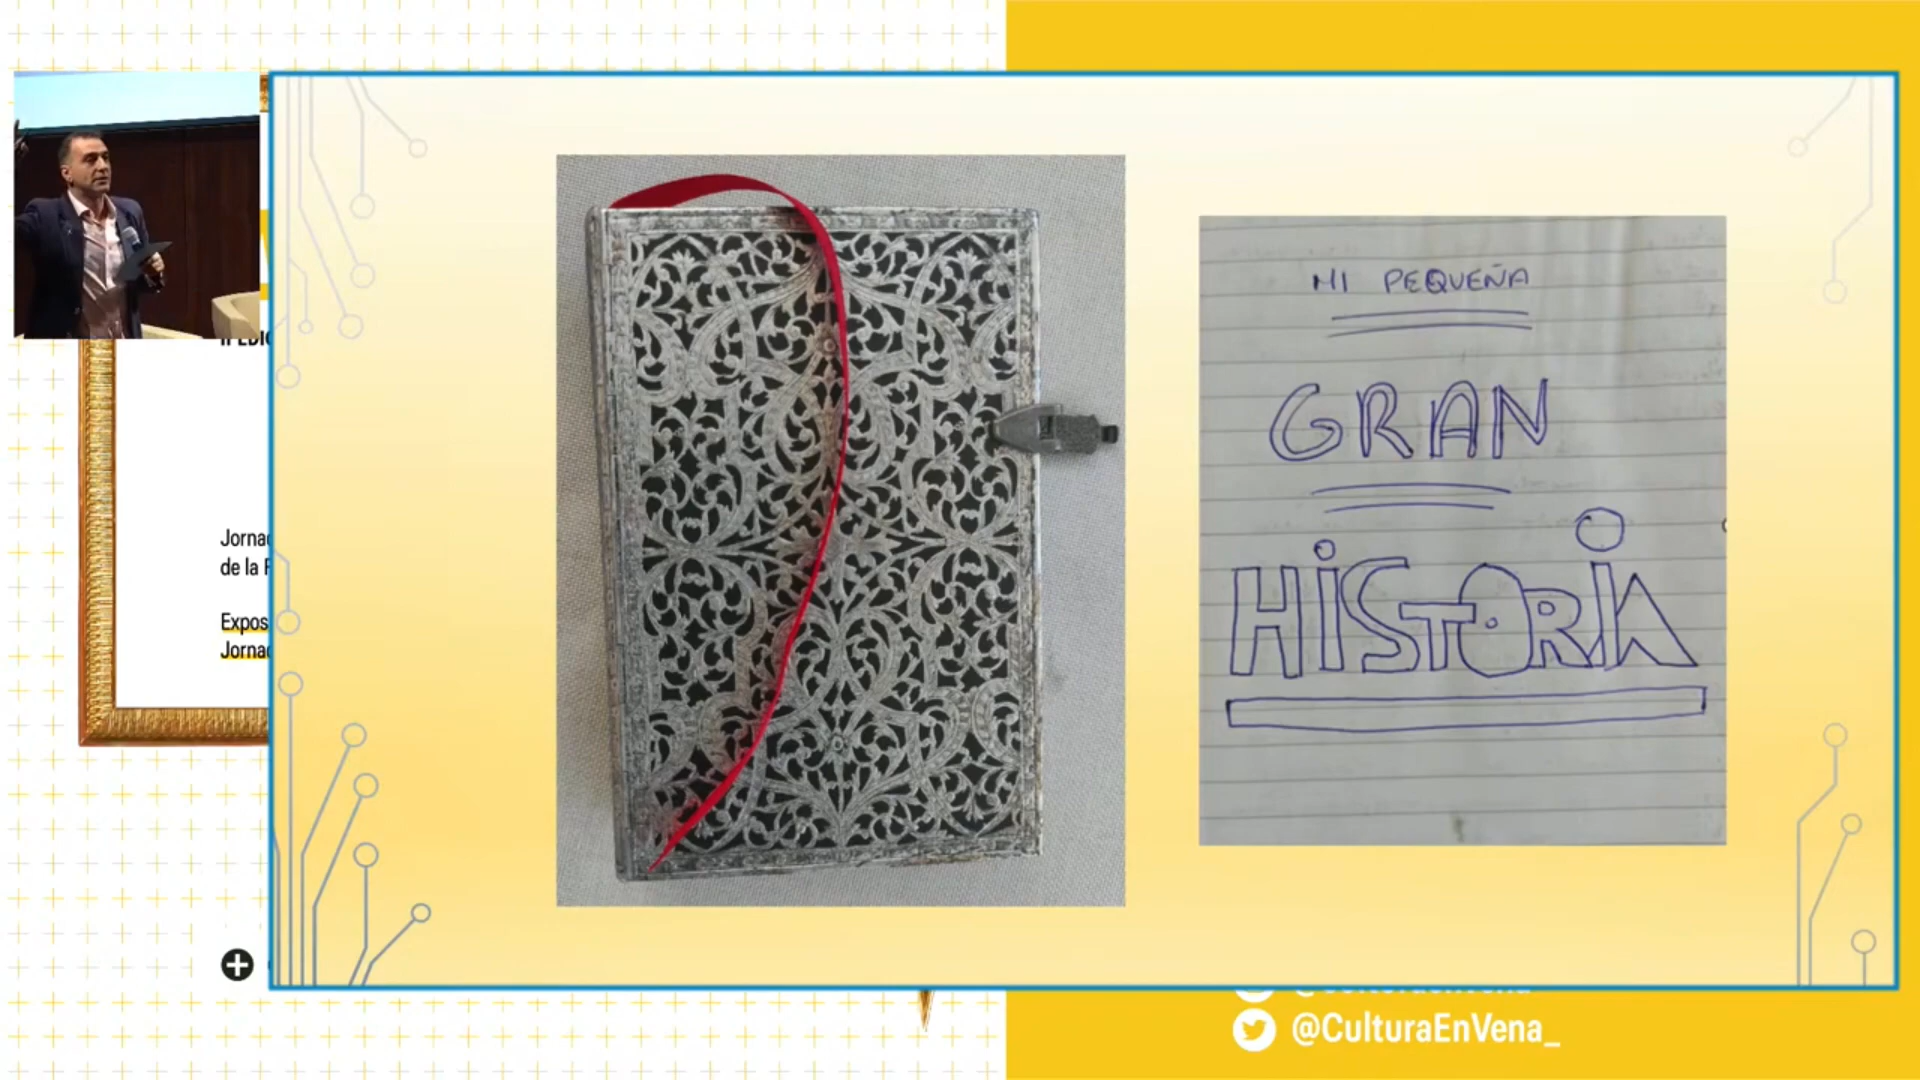 MI PEQUEÑA
GRAN
HISTORIA
Jorna
de la F
Expos
Jorna
@CulturaEnVena_